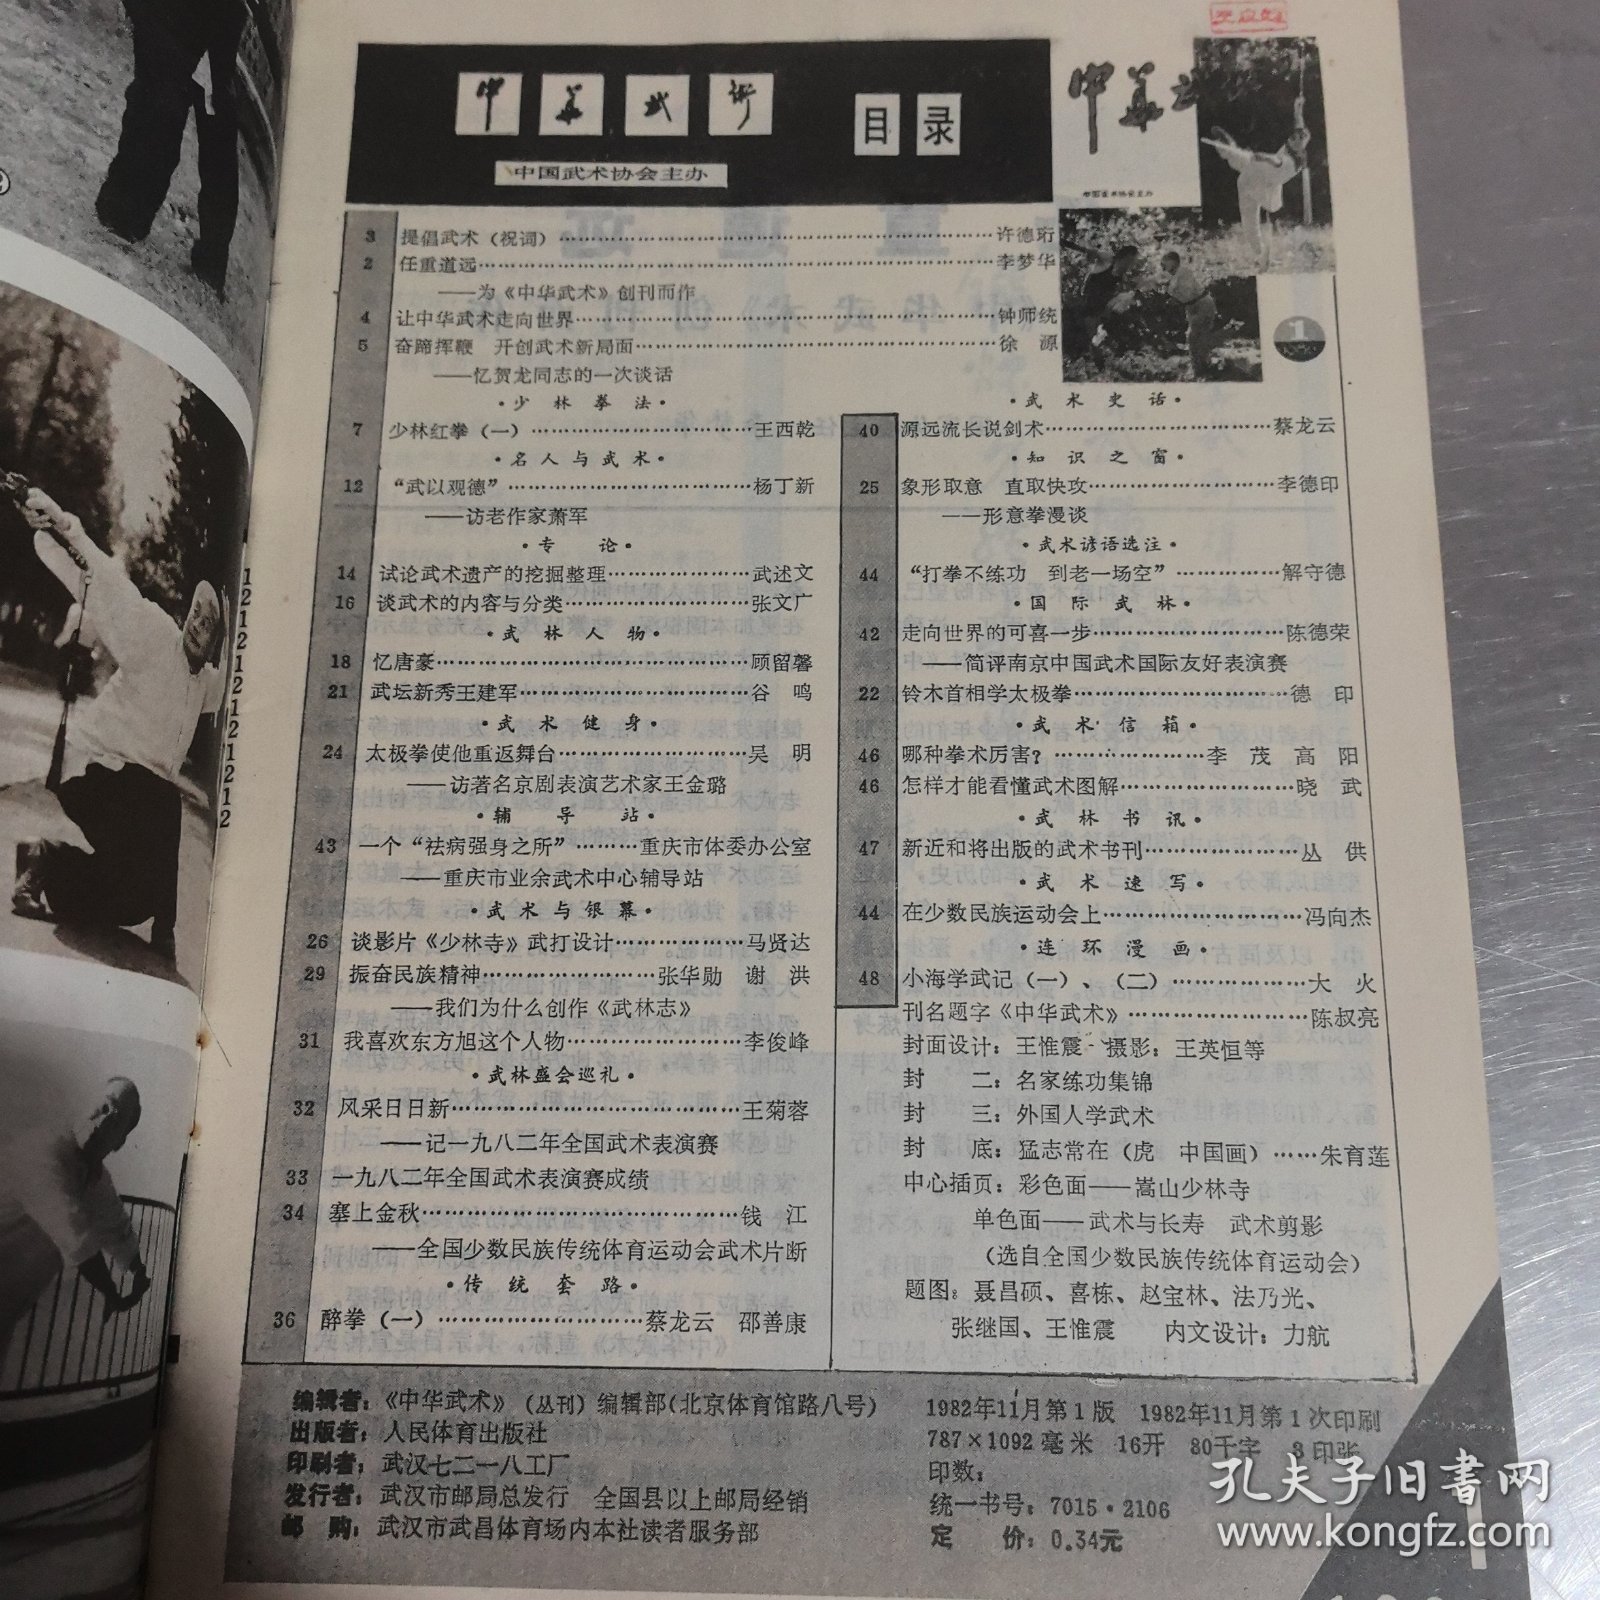 中华武术
目录
中国武术协会主办
中华武
中国武术协会主办
1
3 提倡武术（祝词）……许德珩
2 任重道远……李梦华
——为《中华武术》创刊而作
4 让中华武术走向世界……钟师统
5 奋蹄挥鞭 开创武术新局面……徐 源
——忆贺龙同志的一次谈话
·少林拳法·
7 少林红拳（一）……王西乾
·名人与武术·
12 “武以观德”……杨丁新
——访老作家萧军
·专 论·
14 试论武术遗产的挖掘整理……武述文
16 谈武术的内容与分类……张文广
·武林人物·
18 忆唐豪……顾留馨
21 武坛新秀王建军……谷 鸣
·武术健身·
24 太极拳使他重返舞台……吴 明
——访著名京剧表演艺术家王金璐
·辅 导 站·
43 一个“祛病强身之所”……重庆市体委办公室
——重庆市业余武术中心辅导站
·武术与银幕·
26 谈影片《少林寺》武打设计……马贤达
29 振奋民族精神……张华勋 谢 洪
——我们为什么创作《武林志》
31 我喜欢东方旭这个人物……李俊峰
·武林盛会巡礼·
32 风采日日新……王菊蓉
——记一九八二年全国武术表演赛
33 一九八二年全国武术表演赛成绩
34 塞上金秋……钱 江
——全国少数民族传统体育运动会武术片断
·传统套路·
36 醉拳（一）……蔡龙云 邵善康
·武术史话·
40 源远流长说剑术……蔡龙云
·知识之窗·
25 象形取意 直取快攻……李德印
——形意拳漫谈
·武术谚语选注·
44 “打拳不练功 到老一场空”……解守德
·国际武林·
42 走向世界的可喜一步……陈德荣
——简评南京中国武术国际友好表演赛
22 铃木首相学太极拳……德 印
·武术信箱·
46 哪种拳术厉害？……李 茂 高 阳
46 怎样才能看懂武术图解……晓 武
·武林书讯·
47 新近和将出版的武术书刊……丛 供
·武术速写·
44 在少数民族运动会上……冯向杰
·连环漫画·
48 小海学武记（一）、（二）……大 火
刊名题字《中华武术》……陈叔亮
封面设计：王惟震 摄影：王英恒等
封 二：名家练功集锦
封 三：外国人学武术
封 底：猛志常在（虎 中国画）……朱育莲
中心插页：彩色面——嵩山少林寺
单色面——武术与长寿 武术剪影
（选自全国少数民族传统体育运动会）
题图：聂昌硕、喜栋、赵宝林、法乃光、
张继国、王惟震 内文设计：力航
编辑者：《中华武术》（丛刊）编辑部（北京体育馆路八号）
出版者：人民体育出版社
印刷者：武汉七二一八工厂
发行者：武汉市邮局总发行 全国县以上邮局经销
邮 购：武汉市武昌体育场内本社读者服务部
1982年11月第1版 1982年11月第1次印刷
787×1092毫米 16开 80千字 3印张
印数：
统一书号：7015·2106
定 价：0.34元
孔夫子旧书网
www.kongfz.com